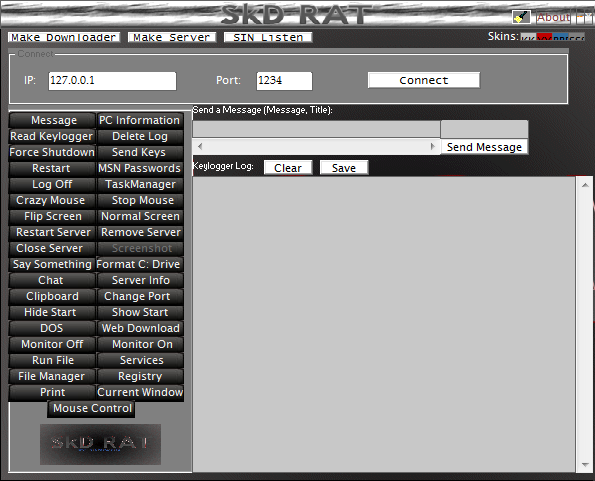 SkD RAT
About
Make Downloader Make Server SIN Listen Skins:
Connect
IP: 127.0.0.1 Port: 1234 Connect
Send a Message (Message, Title):
Message PC Information
Read Keylogger Delete Log
Force Shutdown Send Keys Send Message
Restart MSN Passwords Keylogger Log: Clear Save
Log Off TaskManager
Crazy Mouse Stop Mouse
Flip Screen Normal Screen
Restart Server Remove Server
Close Server Screenshot
Say Something Format C: Drive
Chat Server Info
Clipboard Change Port
Hide Start Show Start
DOS Web Download
Monitor Off Monitor On
Run File Services
File Manager Registry
Print Current Window
Mouse Control
SkD RAT